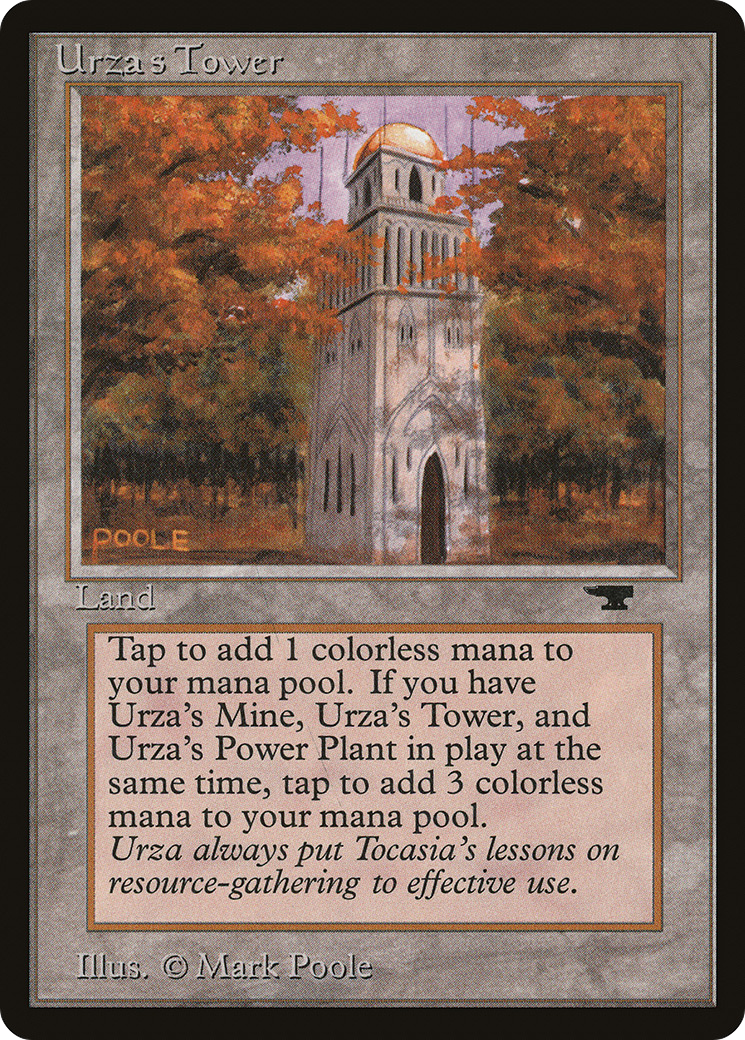 Urza's Tower
POOLE
Land
Tap to add 1 colorless mana to
your mana pool. If you have
Urza's Mine, Urza's Tower, and
Urza's Power Plant in play at the
same time, tap to add 3 colorless
mana to your mana pool.
Urza always put Tocasia's lessons on
resource-gathering to effective use.
Illus. © Mark Poole